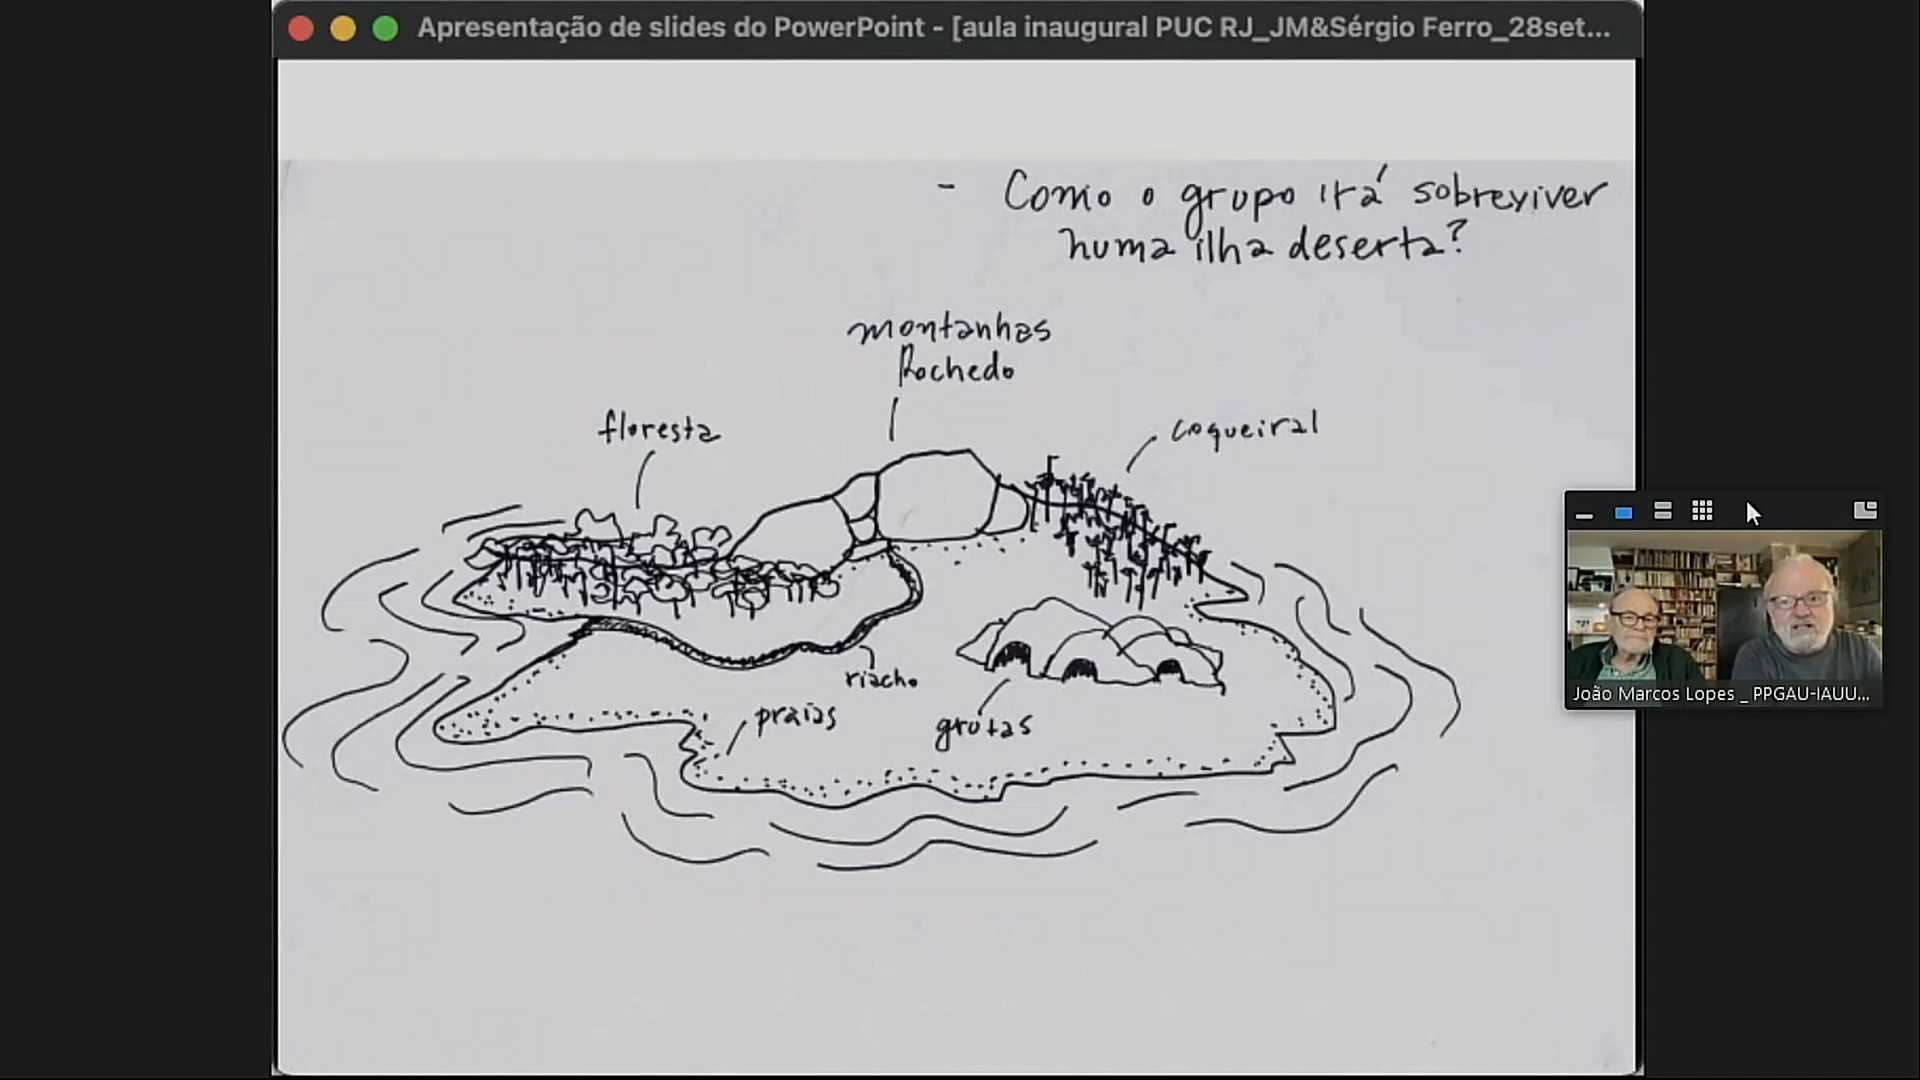 Apresentação de slides do PowerPoint - [aula inaugural PUC RJ_JM&Sérgio Ferro_28set...
- Como o grupo irá sobreviver
numa ilha deserta?
montanhas
Rochedo
floresta
coqueiral
riacho
praias
grutas
João Marcos Lopes _ PPGAU-IAUU...